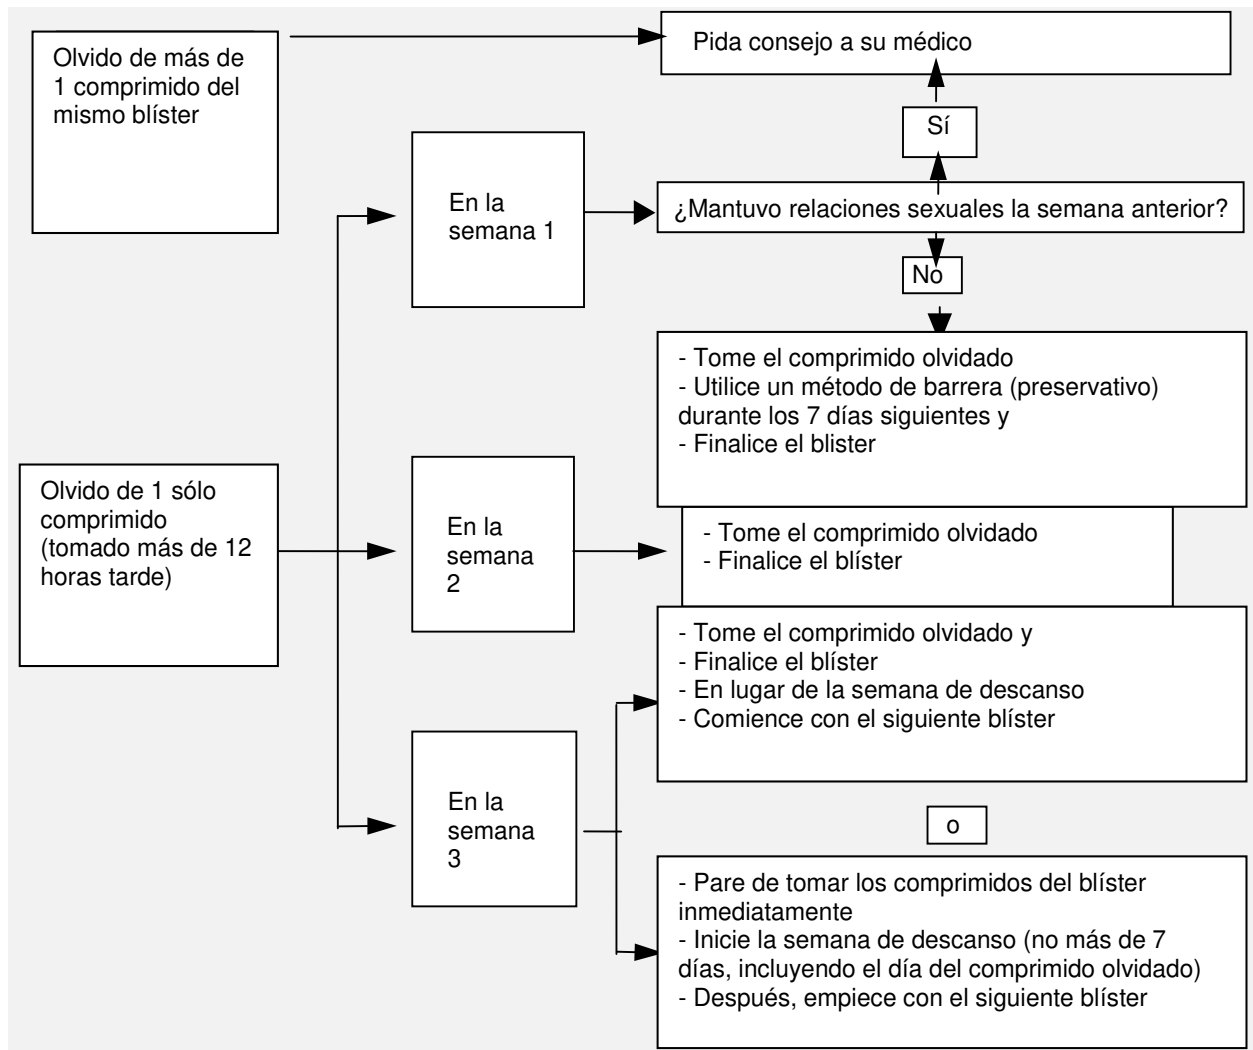 Olvido de más de
1 comprimido del
mismo blíster
Pida consejo a su médico
Sí
En la
semana 1
¿Mantuvo relaciones sexuales la semana anterior?
No
- Tome el comprimido olvidado
- Utilice un método de barrera (preservativo)
durante los 7 días siguientes y
- Finalice el blister
Olvido de 1 sólo
comprimido
(tomado más de 12
horas tarde)
En la
semana
2
- Tome el comprimido olvidado
- Finalice el blíster
En la
semana
3
- Tome el comprimido olvidado y
- Finalice el blíster
- En lugar de la semana de descanso
- Comience con el siguiente blíster
o
- Pare de tomar los comprimidos del blíster
inmediatamente
- Inicie la semana de descanso (no más de 7
días, incluyendo el día del comprimido olvidado)
- Después, empiece con el siguiente blíster